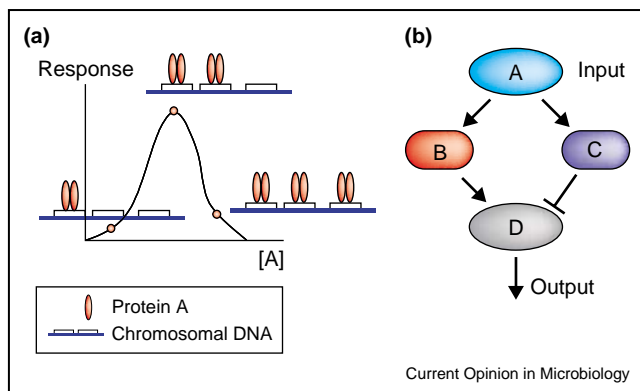 (a)
Response
[A]
Protein A
Chromosomal DNA
(b)
A
Input
B
C
D
Output
Current Opinion in Microbiology